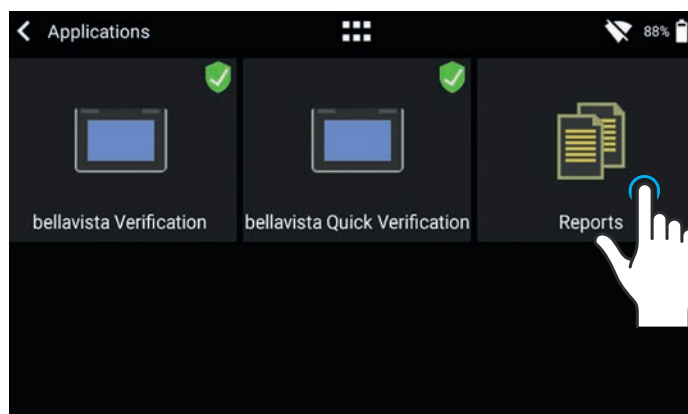 Applications
88%
bellavista Verification
bellavista Quick Verification
Reports